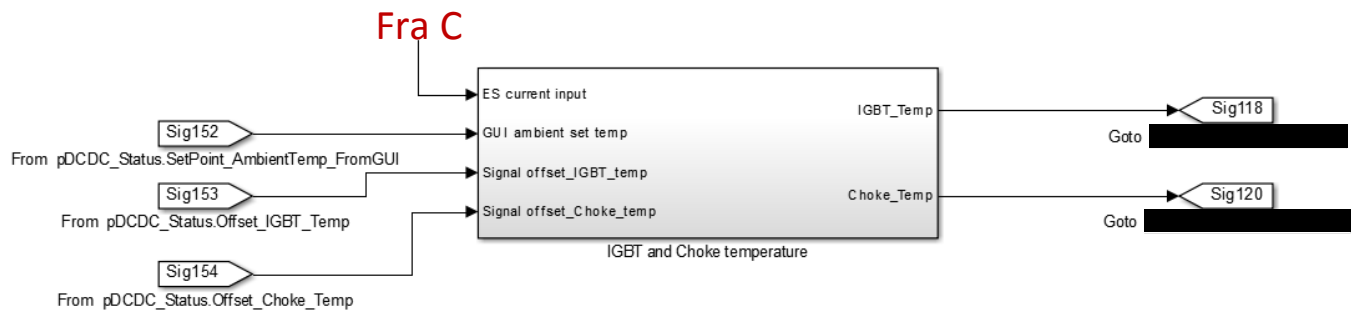 Fra C
ES current input
IGBT_Temp
Sig118
Goto
Sig152
GUI ambient set temp
From pDCDC_Status.SetPoint_AmbientTemp_FromGUI
Sig153
Signal offset_IGBT_temp
Choke_Temp
Sig120
From pDCDC_Status.Offset_IGBT_Temp
Signal offset_Choke_temp
Goto
IGBT and Choke temperature
Sig154
From pDCDC_Status.Offset_Choke_Temp